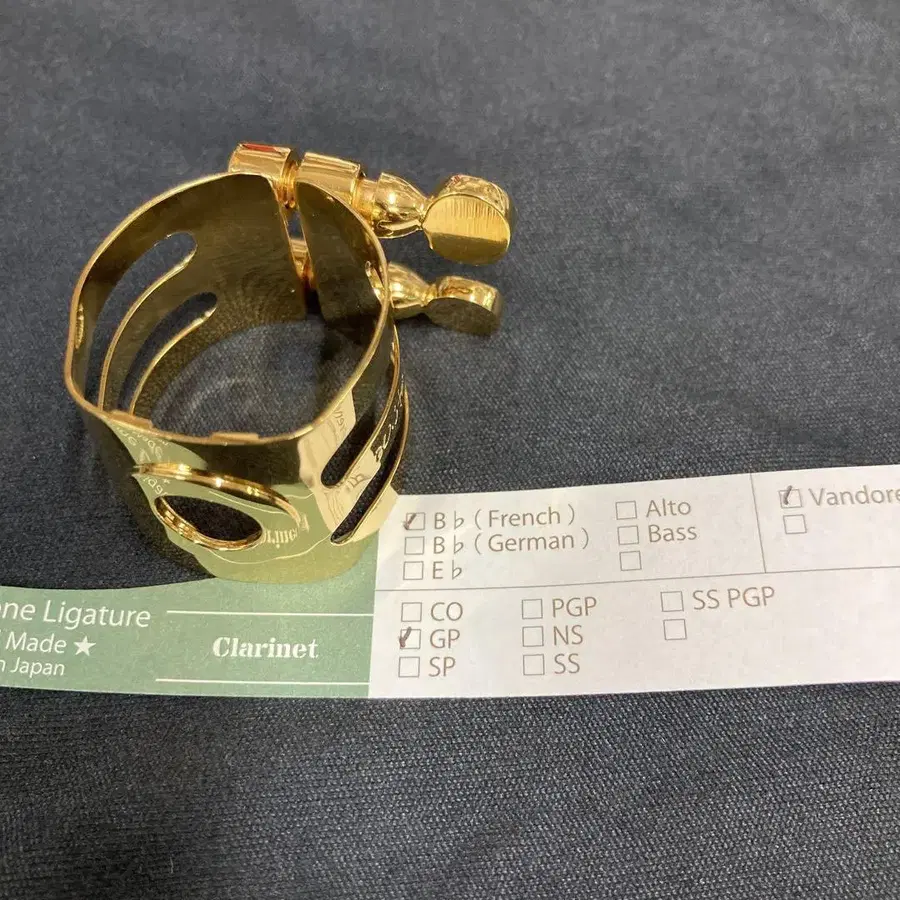 ne Ligature
Made ★
n Japan
Clarinet
B♭ ( French )
B♭ ( German )
E♭
Alto
Bass
Vandore
CO
GP
SP
PGP
NS
SS
SS PGP